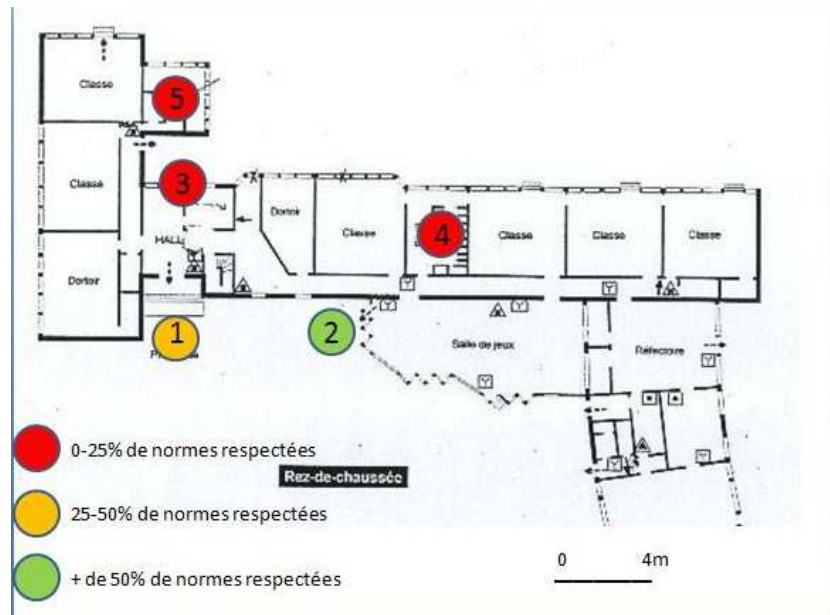 Classe
5
Classe
3
Dortoir
Classe
4
Classe
Classe
Classe
HALL
Dortoir
1
2
Salle de jeux
Réfectoire
0-25% de normes respectées
Rez-de-chaussée
25-50% de normes respectées
+ de 50% de normes respectées
0 4m